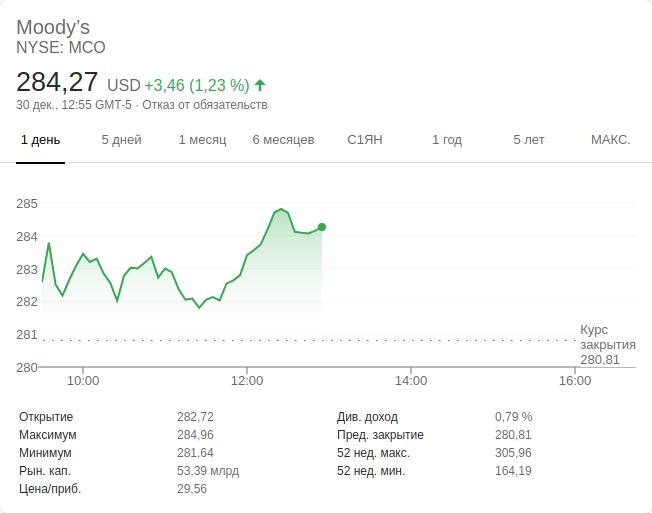 Moody's
NYSE: MCO
284,27 USD +3,46 (1,23 %)
30 дек., 12:55 GMT-5 · Отказ от обязательств
1 день 5 дней 1 месяц 6 месяцев С1ЯН 1 год 5 лет МАКС.
285
284
283
282
281
280
Курс
закрытия
280,81
10:00 12:00 14:00 16:00
Открытие 282,72 Див. доход 0,79 %
Максимум 284,96 Пред. закрытие 280,81
Минимум 281,64 52 нед. макс. 305,96
Рын. кап. 53,39 млрд 52 нед. мин. 164,19
Цена/приб. 29,56